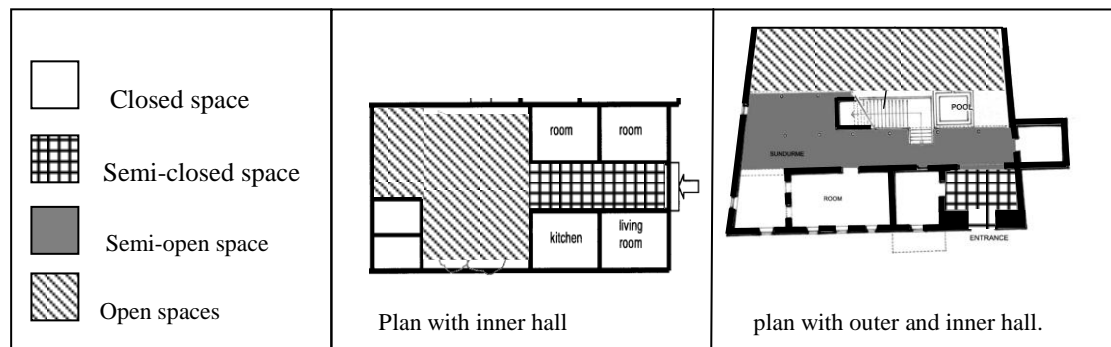 Closed space
Semi-closed space
Semi-open space
Open spaces
room
room
kitchen
living
room
Plan with inner hall
POOL
SUNDURME
ROOM
ENTRANCE
plan with outer and inner hall.